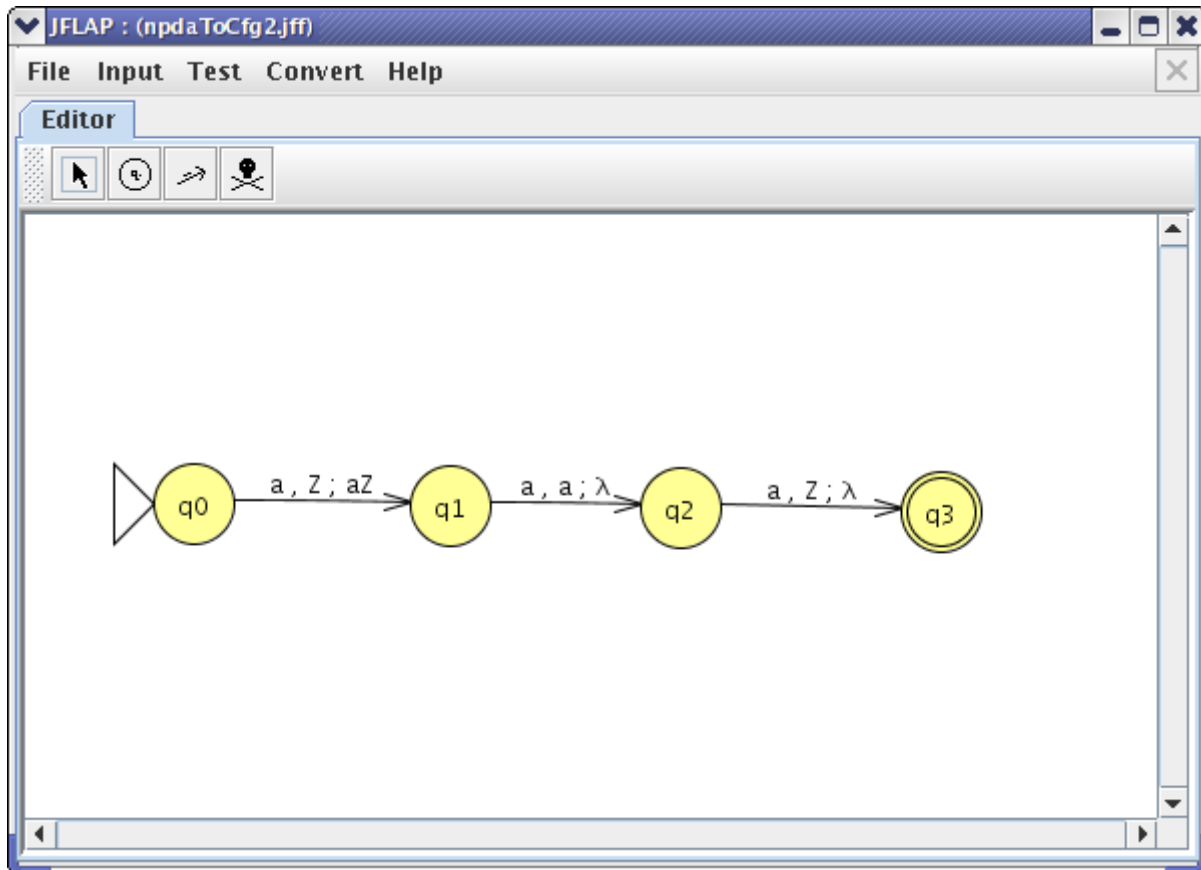 JFLAP : (npdaToCfg2.jff)
File Input Test Convert Help
Editor
q
a , Z ; aZ a , a ; λ a , Z ; λ
q0 q1 q2 q3